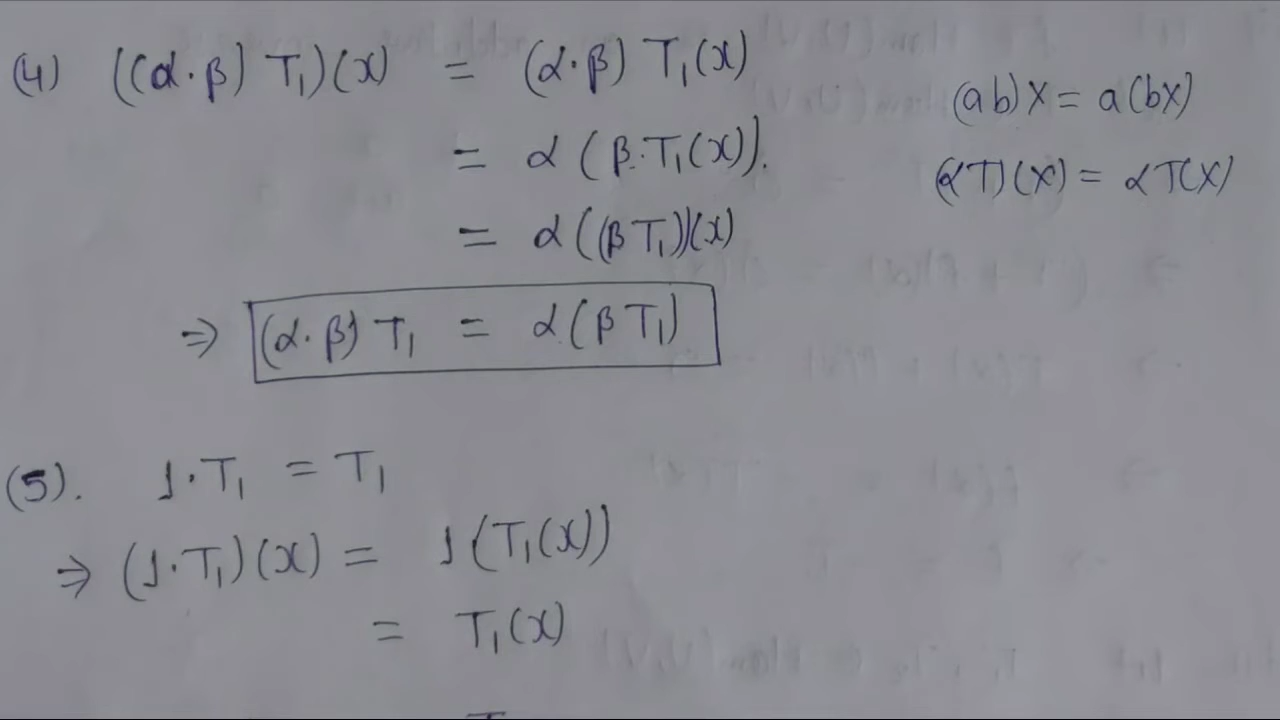 (4) ((α·β) T₁)(x) = (α·β) T₁(x)
= α (β·T₁(x)).
= α ((βT₁))(x)
⇒ (α·β) T₁ = α(βT₁)
(ab)x = a(bx)
(αT)(x) = αT(x)
(5). 1·T₁ = T₁
⇒ (1·T₁)(x) = 1(T₁(x))
= T₁(x)